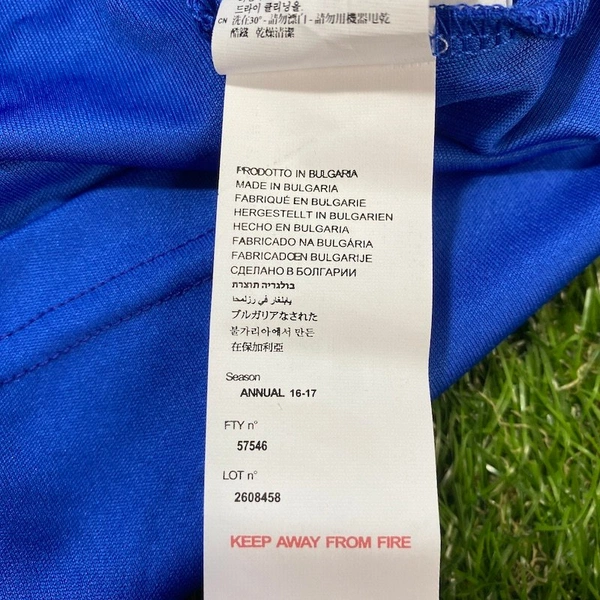 드라이 클리닝용
CN 洗在30° - 請勿漂白 - 請勿用機器甩乾
酷錢 乾燥清潔
PRODOTTO IN BULGARIA
MADE IN BULGARIA
FABRIQUÉ EN BULGARIE
HERGESTELLT IN BULGARIEN
HECHO EN BULGARIA
FABRICADO NA BULGÁRIA
FABRICADOEN BULGARIJE
СДЕЛАНО В БОЛГАРИИ
בולגריה תוצרת
ブルガリアなされた
불가리아에서 만든
在保加利亞
Season
ANNUAL 16-17
FTY n°
57546
LOT n°
2608458
KEEP AWAY FROM FIRE